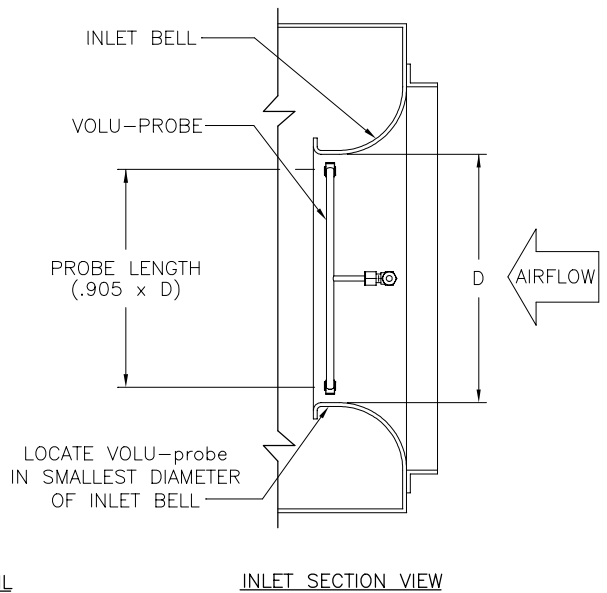 INLET BELL
VOLU-PROBE
PROBE LENGTH
(.905 x D)
D
AIRFLOW
LOCATE VOLU-probe
IN SMALLEST DIAMETER
OF INLET BELL
INLET SECTION VIEW